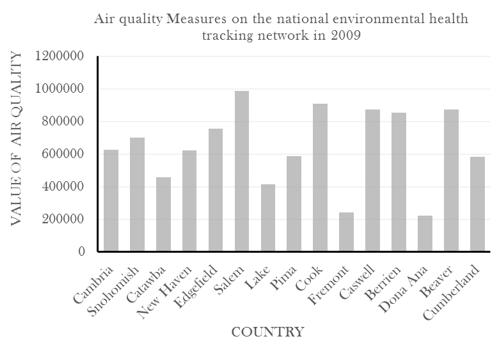 Air quality Measures on the national environmental health
tracking network in 2009
VALUE OF AIR QUALITY
1200000
1000000
800000
600000
400000
200000
0
Cambria
Snohomish
Catawba
New Haven
Edgefield
Salem
Lake
Pima
Cook
Fremont
Caswell
Berrien
Dona Ana
Beaver
Cumberland
COUNTRY